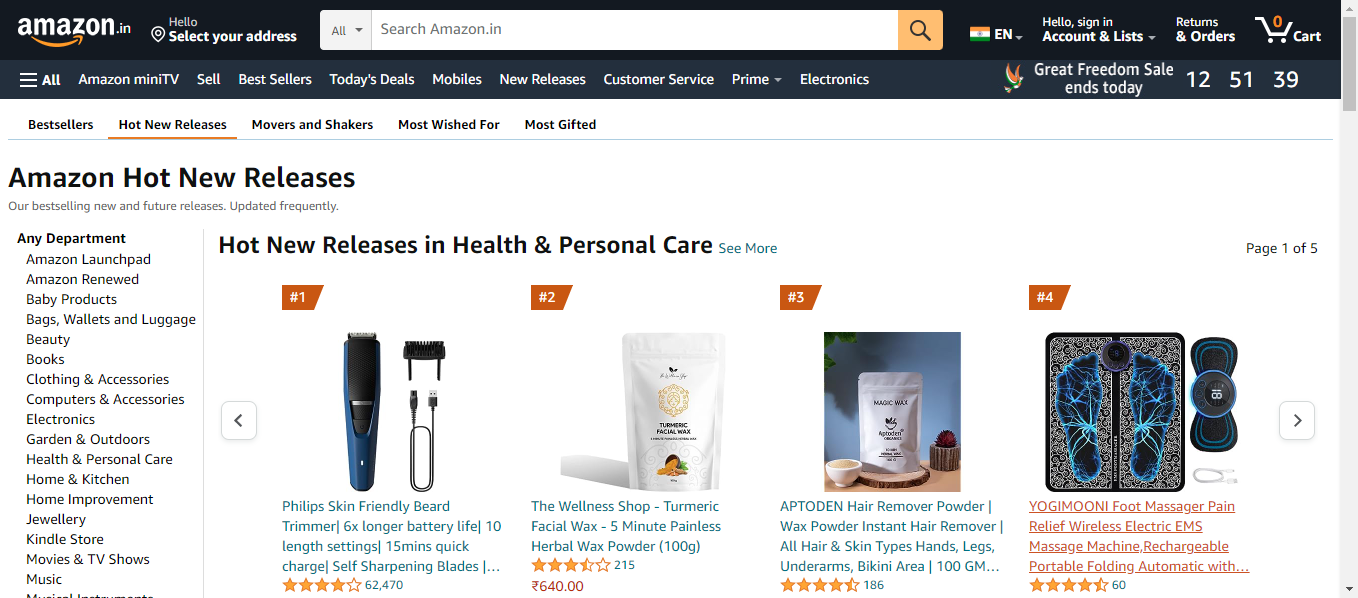 amazon.in
Hello
Select your address
All
Search Amazon.in
EN
Hello, sign in
Account & Lists
Returns
& Orders
0
Cart
All
Amazon miniTV
Sell
Best Sellers
Today's Deals
Mobiles
New Releases
Customer Service
Prime
Electronics
Great Freedom Sale
ends today
12 51 39
Bestsellers
Hot New Releases
Movers and Shakers
Most Wished For
Most Gifted
Amazon Hot New Releases
Our bestselling new and future releases. Updated frequently.
Any Department
Amazon Launchpad
Amazon Renewed
Baby Products
Bags, Wallets and Luggage
Beauty
Books
Clothing & Accessories
Computers & Accessories
Electronics
Garden & Outdoors
Health & Personal Care
Home & Kitchen
Home Improvement
Jewellery
Kindle Store
Movies & TV Shows
Music
Musical Instruments
Hot New Releases in Health & Personal Care See More
Page 1 of 5
#1
Philips Skin Friendly Beard
Trimmer| 6x longer battery life| 10
length settings| 15mins quick
charge| Self Sharpening Blades |…
62,470
#2
TURMERIC
FACIAL WAX
The Wellness Shop - Turmeric
Facial Wax - 5 Minute Painless
Herbal Wax Powder (100g)
215
₹640.00
#3
MAGIC WAX
Aptoden
ORGANICS
APTODEN Hair Remover Powder |
Wax Powder Instant Hair Remover |
All Hair & Skin Types Hands, Legs,
Underarms, Bikini Area | 100 GM…
186
#4
YOGIMOONI Foot Massager Pain
Relief Wireless Electric EMS
Massage Machine,Rechargeable
Portable Folding Automatic with…
60